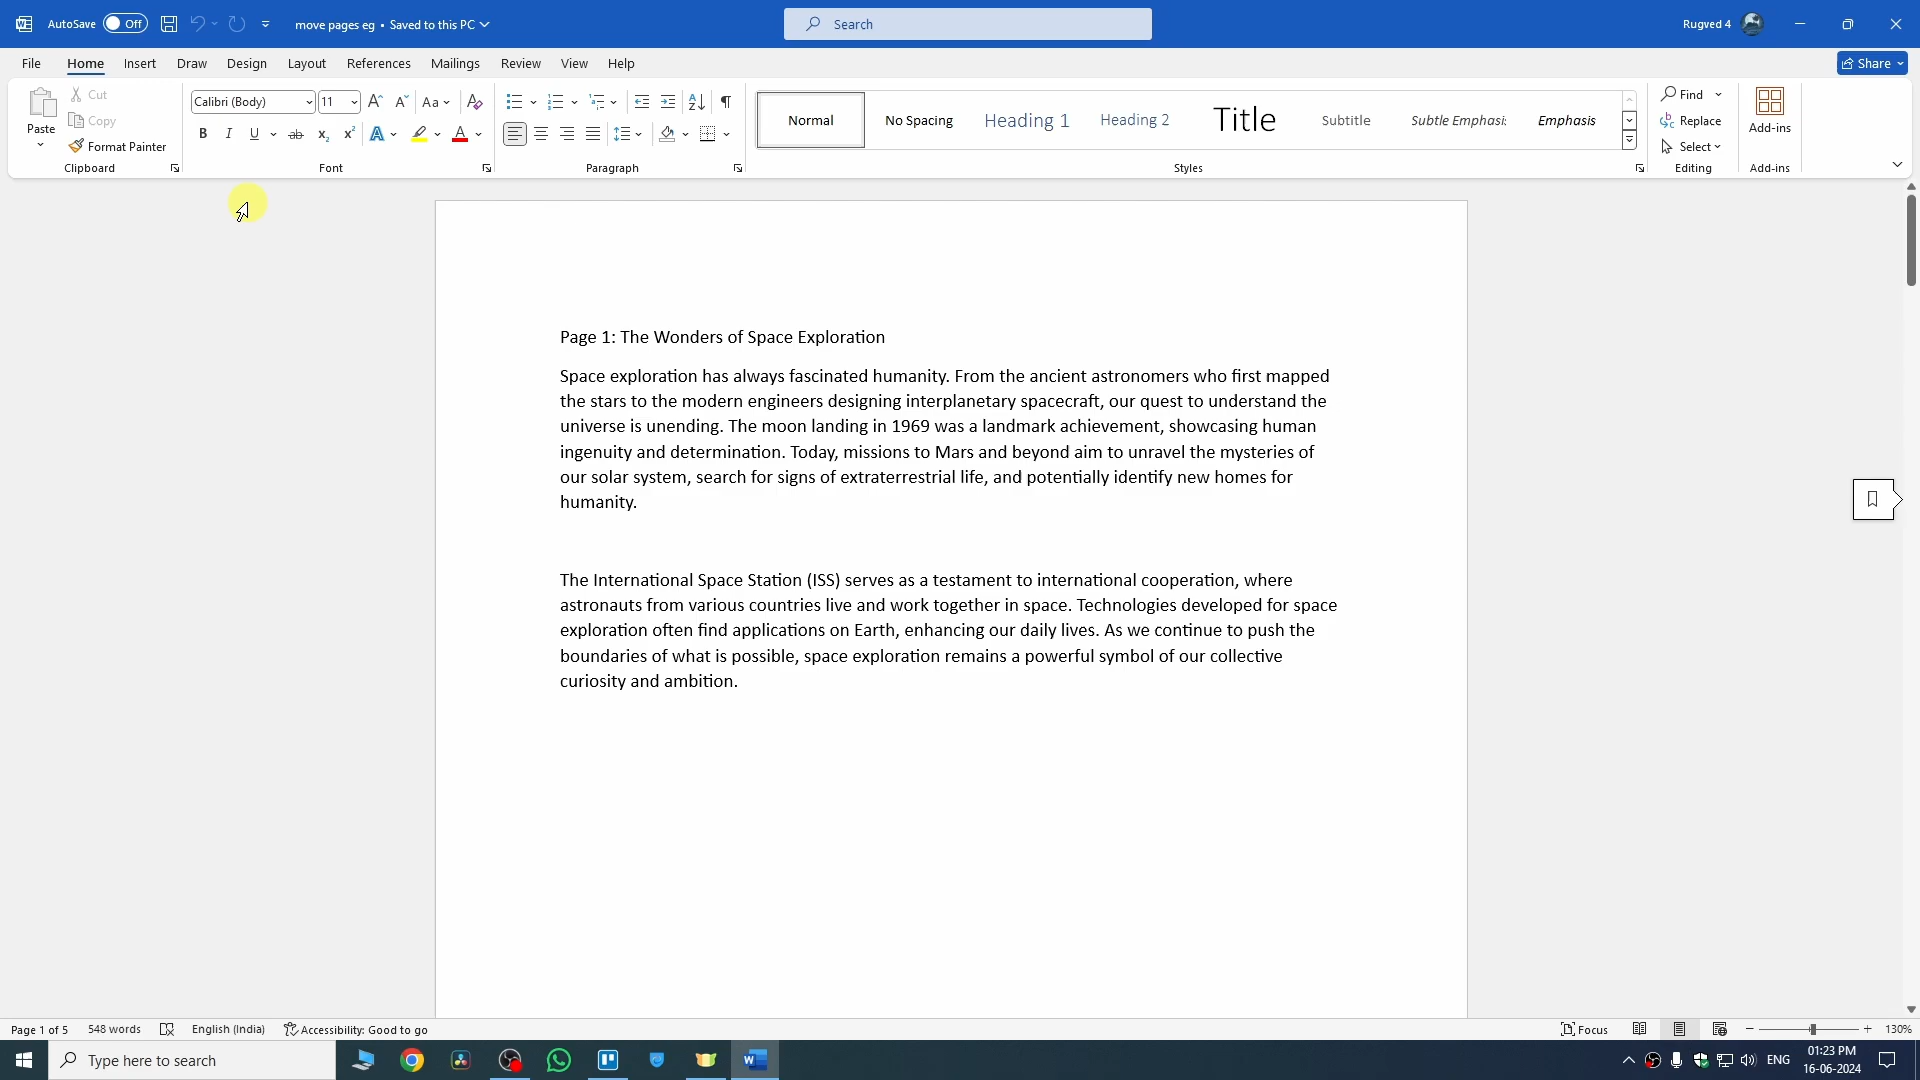 AutoSave Off move pages eg • Saved to this PC Search Rugved 4
File Home Insert Draw Design Layout References Mailings Review View Help Share
Paste Cut Copy Format Painter Clipboard
Calibri (Body) 11 Font
Paragraph
Normal No Spacing Heading 1 Heading 2 Title Subtitle Subtle Emphasis Emphasis Styles
Find Replace Select Editing
Add-ins Add-ins
Page 1: The Wonders of Space Exploration
Space exploration has always fascinated humanity. From the ancient astronomers who first mapped
the stars to the modern engineers designing interplanetary spacecraft, our quest to understand the
universe is unending. The moon landing in 1969 was a landmark achievement, showcasing human
ingenuity and determination. Today, missions to Mars and beyond aim to unravel the mysteries of
our solar system, search for signs of extraterrestrial life, and potentially identify new homes for
humanity.
The International Space Station (ISS) serves as a testament to international cooperation, where
astronauts from various countries live and work together in space. Technologies developed for space
exploration often find applications on Earth, enhancing our daily lives. As we continue to push the
boundaries of what is possible, space exploration remains a powerful symbol of our collective
curiosity and ambition.
Page 1 of 5 548 words English (India) Accessibility: Good to go Focus 130%
Type here to search ENG 01:23 PM
16-06-2024